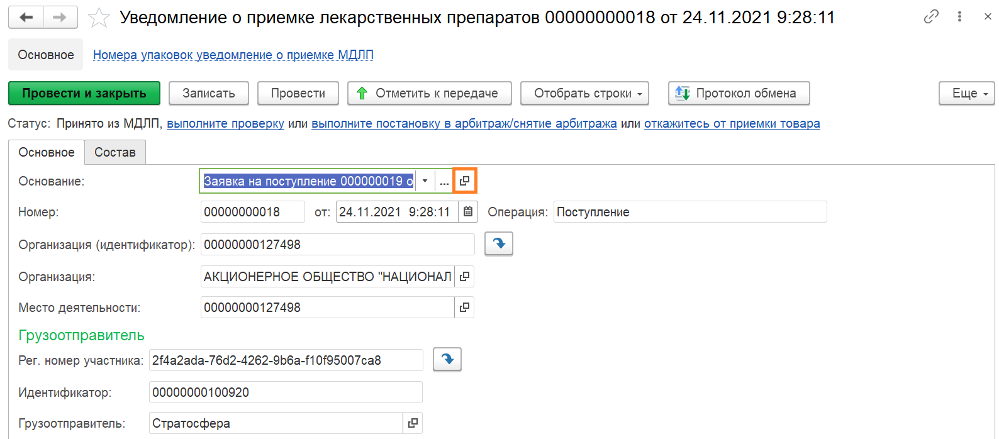 Уведомление о приемке лекарственных препаратов 00000000018 от 24.11.2021 9:28:11
Основное Номера упаковок уведомление о приемке МДЛП
Провести и закрыть Записать Провести Отметить к передаче Отобрать строки Протокол обмена Еще
Статус: Принято из МДЛП, выполните проверку или выполните постановку в арбитраж/снятие арбитража или откажитесь от приемки товара
Основное Состав
Основание: Заявка на поступление 000000019 о ...
Номер: 00000000018 от: 24.11.2021 9:28:11 Операция: Поступление
Организация (идентификатор): 00000000127498
Организация: АКЦИОНЕРНОЕ ОБЩЕСТВО "НАЦИОНАЛ
Место деятельности: 00000000127498
Грузоотправитель
Рег. номер участника: 2f4a2ada-76d2-4262-9b6a-f10f95007ca8
Идентификатор: 00000000100920
Грузоотправитель: Стратосфера